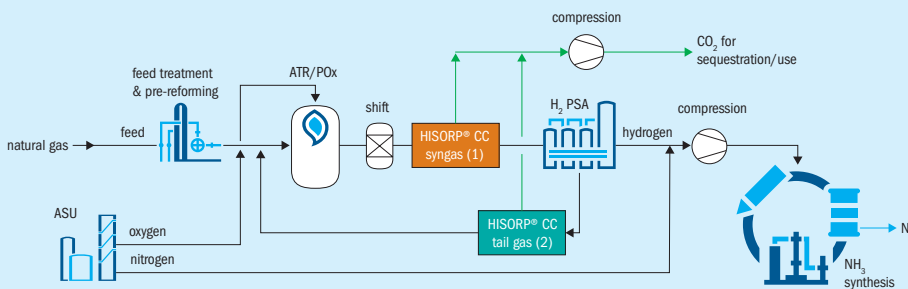 compression
CO₂ for
sequestration/use
feed treatment
& pre-reforming
ATR/POx
shift
H₂ PSA
compression
natural gas
feed
HISORP® CC
syngas (1)
hydrogen
ASU
oxygen
nitrogen
HISORP® CC
tail gas (2)
N
NH₃
synthesis